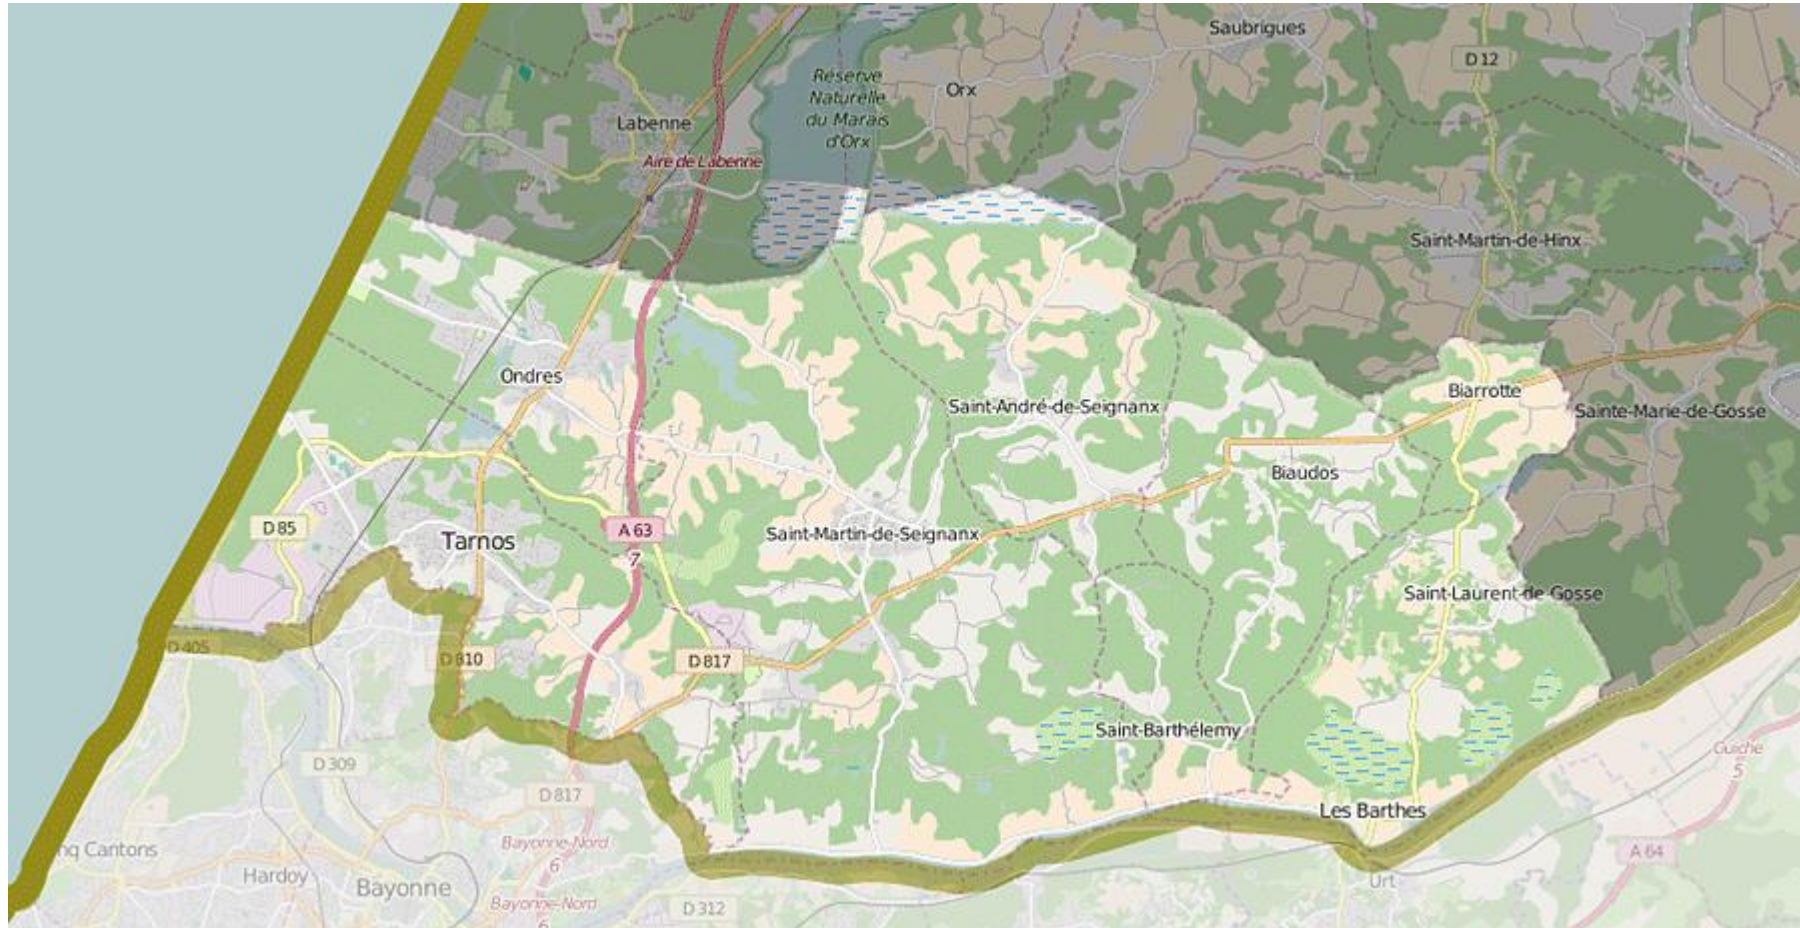 Saubrigues
D 12
Réserve
Naturelle
du Marais
d'Orx
Orx
Labenne
Aire de Labenne
Saint-Martin-de-Hinx
Ondres
Biarrotte
Saint-André-de-Seignanx
Sainte-Marie-de-Gosse
Biaudos
D 85
A 63
Tarnos
Saint-Martin-de-Seignanx
7
Saint-Laurent-de-Gosse
D 405
D 810
D 817
Saint-Barthélemy
Guiche
5
D 309
D 817
Les Barthes
Bayonne-Nord
6
nq Cantons
A 64
Hardoy
Bayonne
Urt
Bayonne-Nord
6
D 312